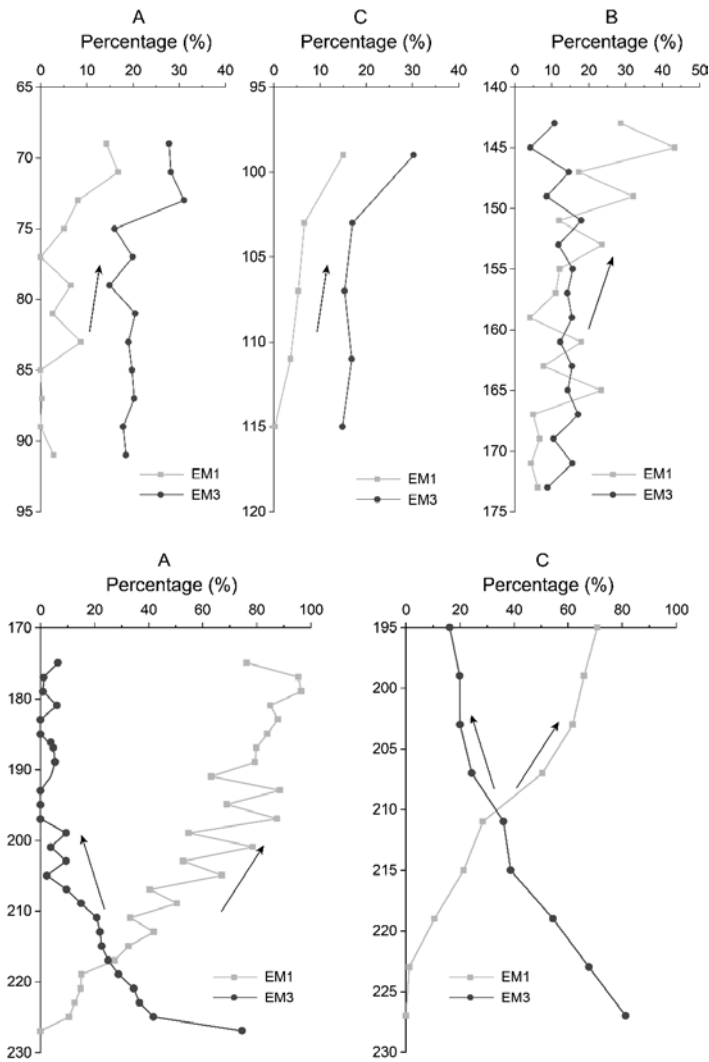 A
Percentage (%)
0 10 20 30 40
65
70
75
80
85
90
95
EM1
EM3
C
Percentage (%)
0 10 20 30 40
95
100
105
110
115
120
EM1
EM3
B
Percentage (%)
0 10 20 30 40 50
140
145
150
155
160
165
170
175
EM1
EM3
A
Percentage (%)
0 20 40 60 80 100
170
180
190
200
210
220
230
EM1
EM3
C
Percentage (%)
0 20 40 60 80 100
195
200
205
210
215
220
225
230
EM1
EM3